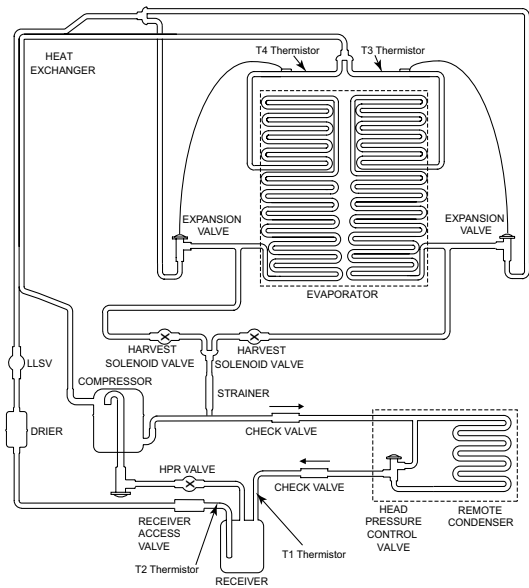 T4 Thermistor
T3 Thermistor
HEAT
EXCHANGER
EXPANSION
VALVE
EXPANSION
VALVE
EVAPORATOR
HARVEST
SOLENOID VALVE
HARVEST
SOLENOID VALVE
LLSV
COMPRESSOR
STRAINER
DRIER
CHECK VALVE
HPR VALVE
CHECK VALVE
HEAD
PRESSURE
CONTROL
VALVE
REMOTE
CONDENSER
RECEIVER
ACCESS
VALVE
T1 Thermistor
T2 Thermistor
RECEIVER